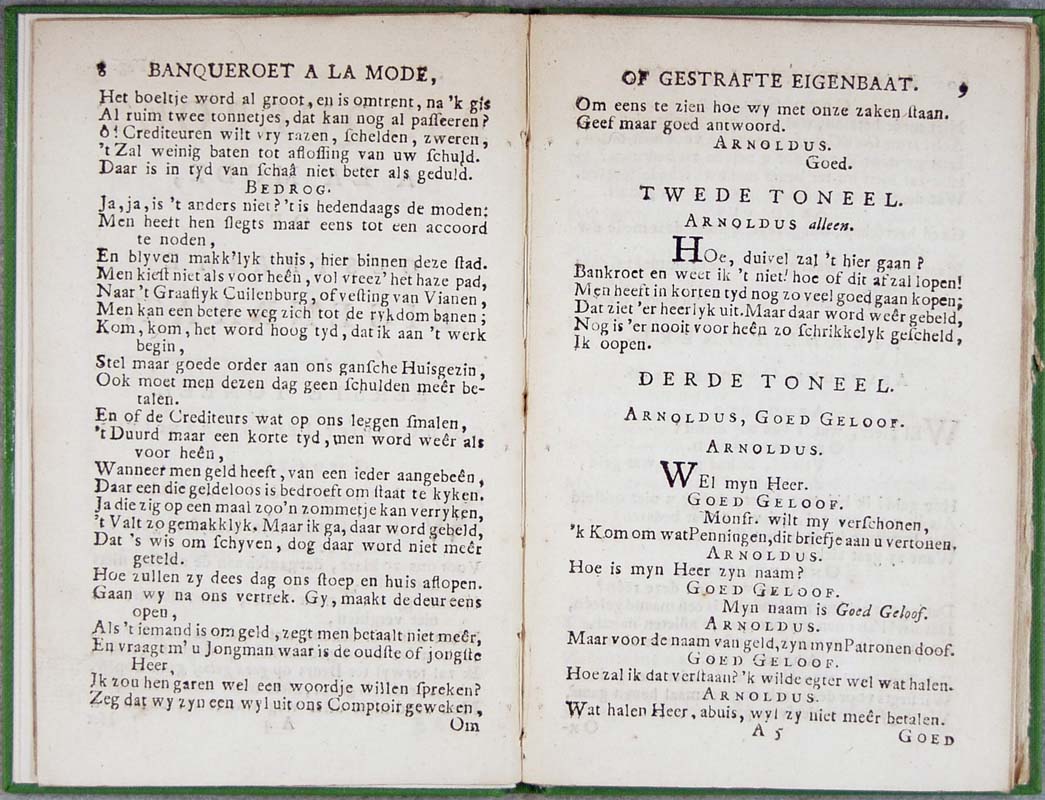 8 BANQUEROET A LA MODE,
Het boeltje word al groot, en is omtrent, na 'k gis
Al ruim twee tonnetjes, dat kan nog al passeeren?
ô! Crediteuren wilt vry razen, schelden, zweren,
't Zal weinig baten tot aflossing van uw schuld.
Daar is in tyd van schaâ niet beter als geduld.
BEDROG.
Ja, ja, is 't anders niet? 't is hedendaags de moden:
Men heeft hen slegts maar eens tot een accoord
te noden,
En blyven makk'lyk thuis, hier binnen deze stad.
Men kiest niet als voor heên, vol vreez' het haze pad,
Naar 't Graaflyk Cuilenburg, of vesting van Vianen,
Men kan een betere weg zich tot de rykdom banen;
Kom, kom, het word hoog tyd, dat ik aan 't werk
begin,
Stel maar goede order aan ons gansche Huisgezin,
Ook moet men dezen dag geen schulden meêr be-
talen.
En of de Crediteurs wat op ons leggen smalen,
't Duurd maar een korte tyd, men word weêr als
voor heên,
Wanneer men geld heeft, van een ieder aangebeên,
Daar een die geldeloos is bedroeft om staat te kyken.
Ja die zig op een maal zoo'n zommetje kan verryken,
't Valt zo gemakklyk. Maar ik ga, daar word gebeld,
Dat 's wis om schyven, dog daar word niet meêr
geteld.
Hoe zullen zy dees dag ons stoep en huis aflopen.
Gaan wy na ons vertrek. Gy, maakt de deur eens
open,
Als 't iemand is om geld, zegt men betaalt niet meêr,
En vraagt m' u Jongman waar is de oudste of jongste
Heer,
Ik zou hen garen wel een woordje willen spreken?
Zeg dat wy zyn een wyl uit ons Comptoir geweken,
Om
OF GESTRAFTE EIGENBAAT. 9
Om eens te zien hoe wy met onze zaken staan.
Geef maar goed antwoord.
ARNOLDUS.
Goed.
TWEDE TONEEL.
ARNOLDUS alleen.
HOe, duivel zal 't hier gaan?
Bankroet en weet ik 't niet! hoe of dit af zal lopen!
Men heeft in korten tyd nog zo veel goed gaan kopen;
Dat ziet 'er heerlyk uit. Maar daar word weêr gebeld,
Nog is 'er nooit voor heên zo schrikkelyk gescheld,
Ik oopen.
DERDE TONEEL.
ARNOLDUS, GOED GELOOF.
ARNOLDUS.
WEl myn Heer.
GOED GELOOF.
Monsr. wilt my verschonen,
'k Kom om wat Penningen, dit briefje aan u vertonen.
ARNOLDUS.
Hoe is myn Heer zyn naam?
GOED GELOOF.
Myn naam is Goed Geloof.
ARNOLDUS.
Maar voor de naam van geld, zyn myn Patronen doof.
GOED GELOOF.
Hoe zal ik dat verstaan? 'k wilde egter wel wat halen.
ARNOLDUS.
Wat halen Heer, abuis, wyl zy niet meêr betalen.
A 5 GOED